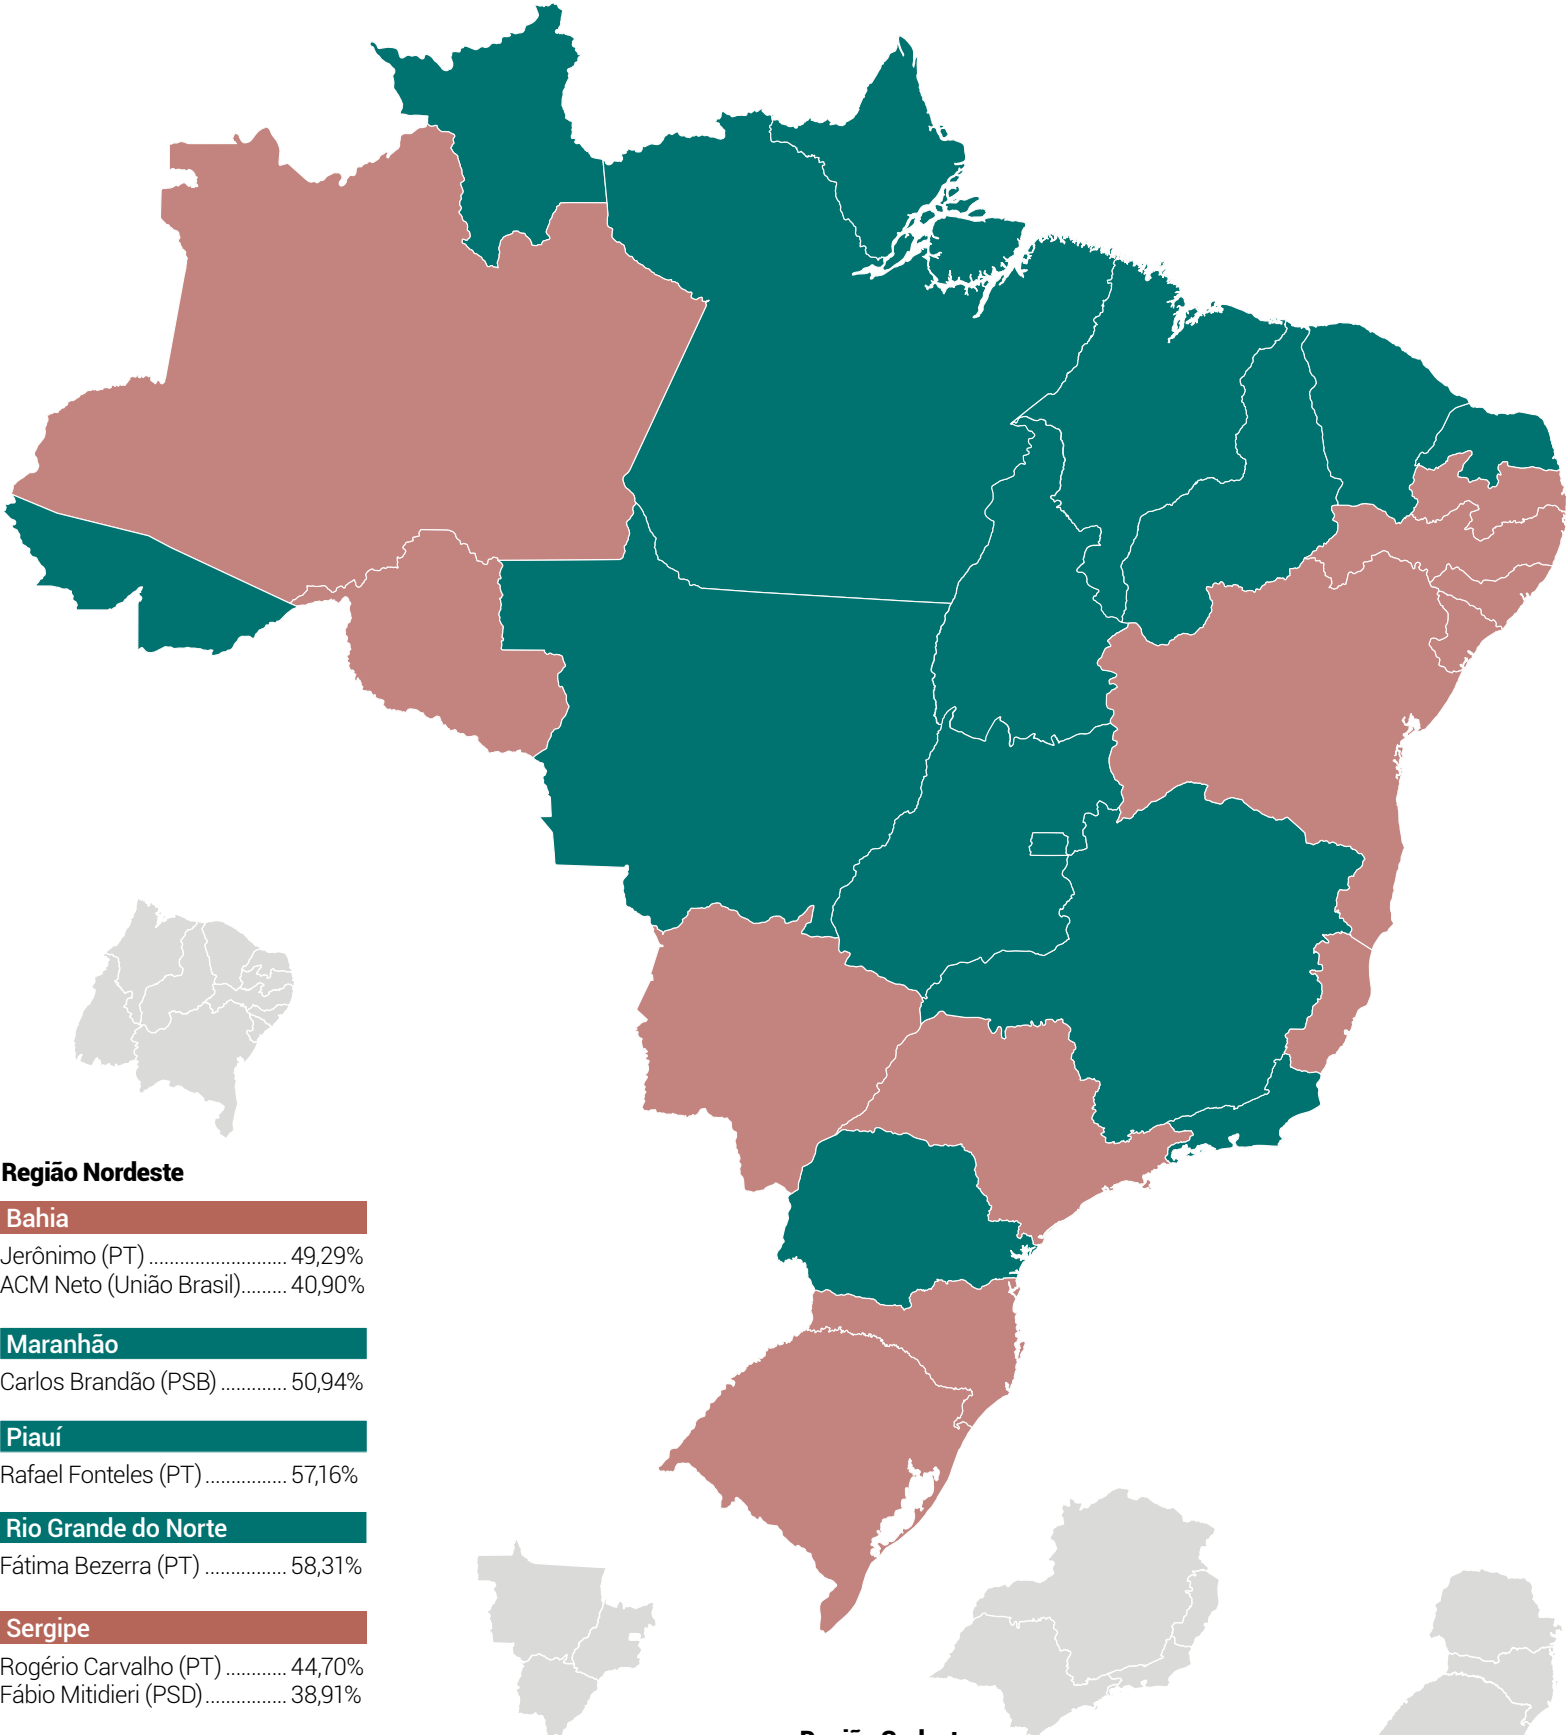 Região Nordeste
Bahia
Jerônimo (PT) ........................... 49,29%
ACM Neto (União Brasil)......... 40,90%
Maranhão
Carlos Brandão (PSB) ............. 50,94%
Piauí
Rafael Fonteles (PT) ................ 57,16%
Rio Grande do Norte
Fátima Bezerra (PT) ................ 58,31%
Sergipe
Rogério Carvalho (PT) ............ 44,70%
Fábio Mitidieri (PSD)................ 38,91%